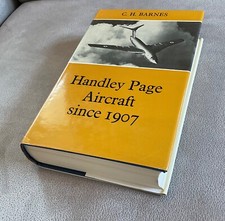 C. H. BARNES
Handley Page
Aircraft
since 1907